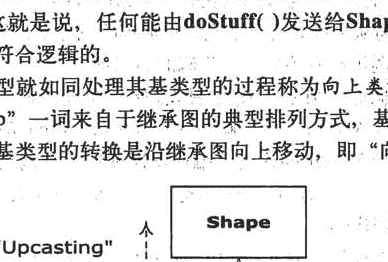 这就是说，任何能由doStuff( )发送给Shap
符合逻辑的。
型就如同处理其基类型的过程称为向上类
”一词来自于继承图的典型排列方式，基
基类型的转换是沿继承图向上移动，即“向
Shape
"Upcasting"